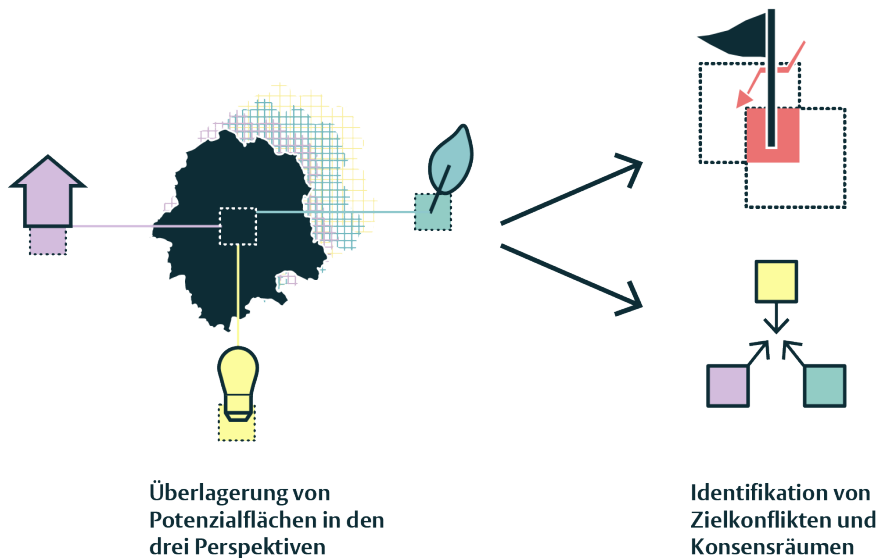 Überlagerung von
Potenzialflächen in den
drei Perspektiven
Identifikation von
Zielkonflikten und
Konsensräumen